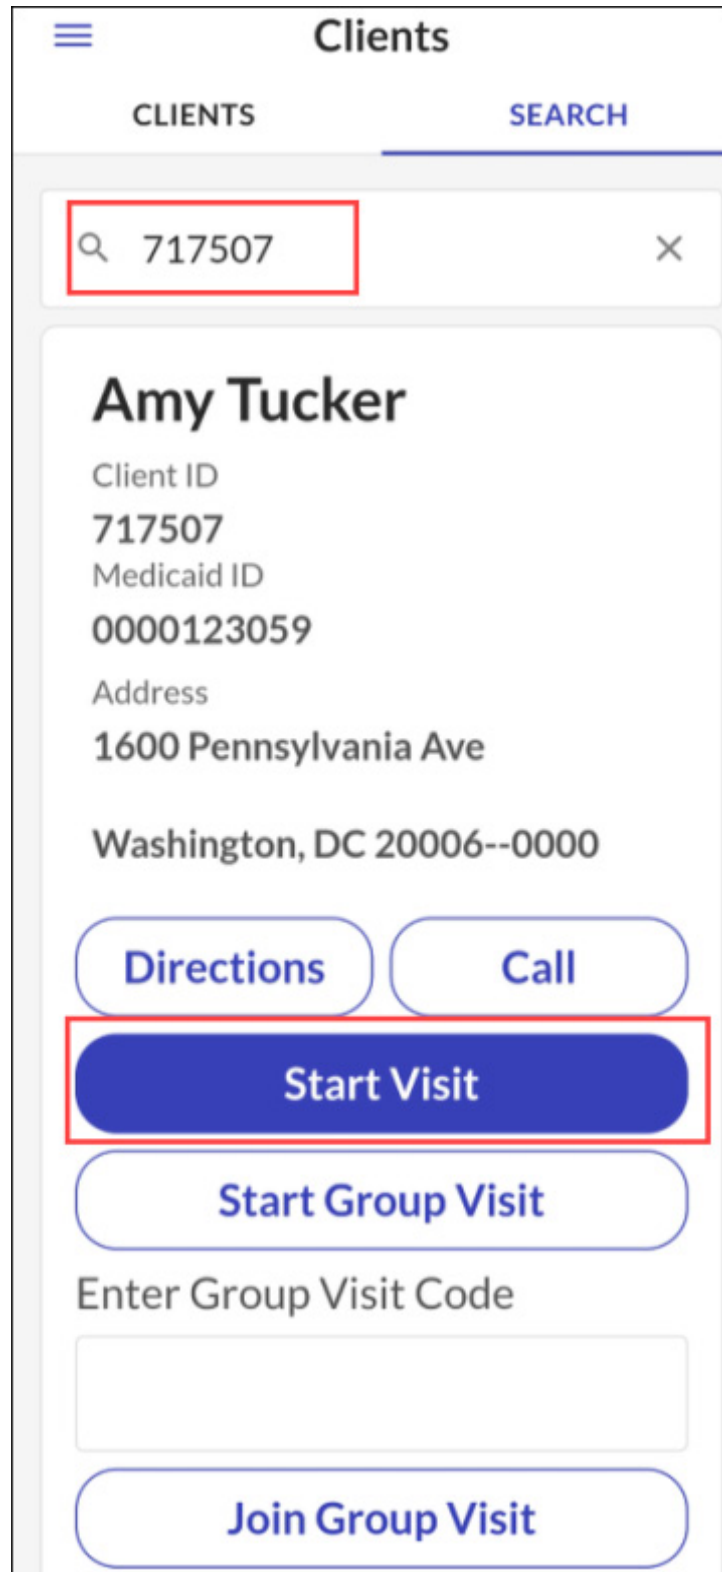 Clients
CLIENTS SEARCH
717507
Amy Tucker
Client ID
717507
Medicaid ID
0000123059
Address
1600 Pennsylvania Ave
Washington, DC 20006--0000
Directions Call
Start Visit
Start Group Visit
Enter Group Visit Code
Join Group Visit